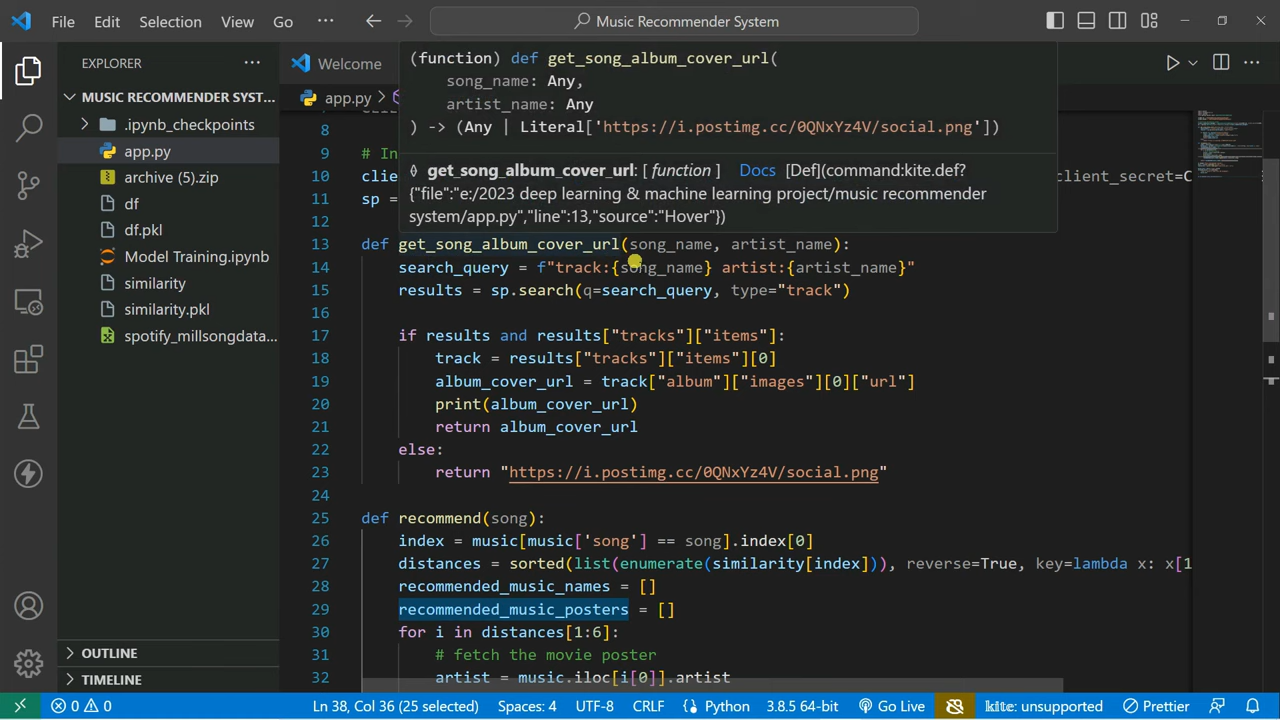 File Edit Selection View Go ··· Music Recommender System
EXPLORER ···
MUSIC RECOMMENDER SYST...
.ipynb_checkpoints
app.py
archive (5).zip
df
df.pkl
Model Training.ipynb
similarity
similarity.pkl
spotify_millsongdata...
OUTLINE
TIMELINE
Welcome
app.py
(function) def get_song_album_cover_url(
song_name: Any,
artist_name: Any
) -> (Any | Literal['https://i.postimg.cc/0QNxYz4V/social.png'])
get_song_album_cover_url: [ function ] Docs [Def](command:kite.def?
{"file":"e:/2023 deep learning & machine learning project/music recommender
system/app.py","line":13,"source":"Hover"})
8
9 # In
10 clie client_secret=C
11 sp =
12
13 def get_song_album_cover_url(song_name, artist_name):
14 search_query = f"track:{song_name} artist:{artist_name}"
15 results = sp.search(q=search_query, type="track")
16
17 if results and results["tracks"]["items"]:
18 track = results["tracks"]["items"][0]
19 album_cover_url = track["album"]["images"][0]["url"]
20 print(album_cover_url)
21 return album_cover_url
22 else:
23 return "https://i.postimg.cc/0QNxYz4V/social.png"
24
25 def recommend(song):
26 index = music[music['song'] == song].index[0]
27 distances = sorted(list(enumerate(similarity[index])), reverse=True, key=lambda x: x[1
28 recommended_music_names = []
29 recommended_music_posters = []
30 for i in distances[1:6]:
31 # fetch the movie poster
32 artist = music.iloc[i[0]].artist
0 0 Ln 38, Col 36 (25 selected) Spaces: 4 UTF-8 CRLF Python 3.8.5 64-bit Go Live kite: unsupported Prettier